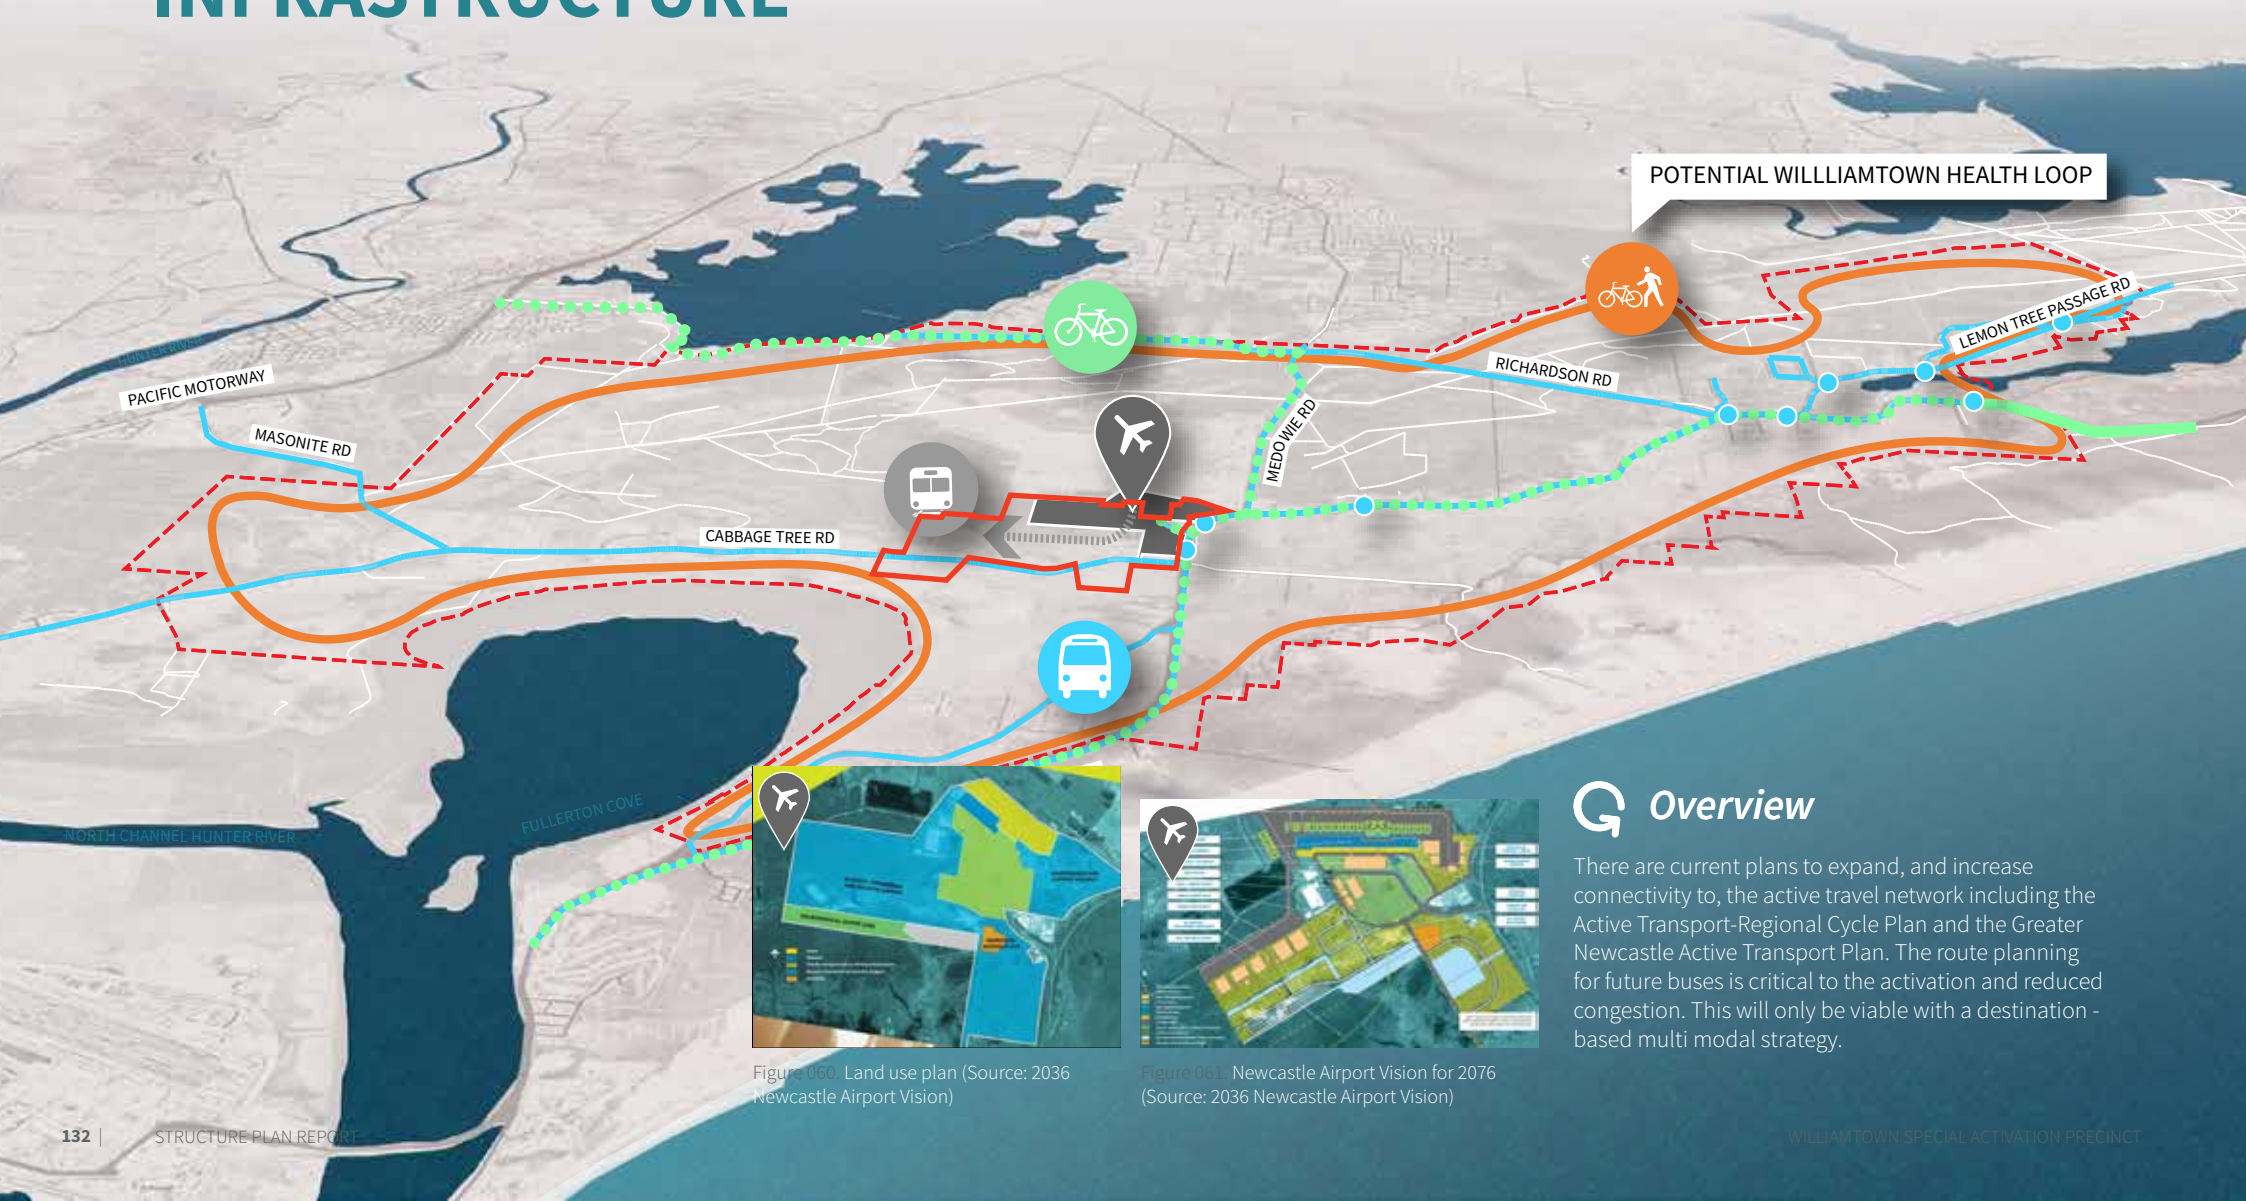 INFRASTRUCTURE
POTENTIAL WILLLIAMTOWN HEALTH LOOP
LEMON TREE PASSAGE RD
HUNTER RIVER
PACIFIC MOTORWAY
RICHARDSON RD
MASONITE RD
MEDOWIE RD
CABBAGE TREE RD
FULLERTON COVE
NORTH CHANNEL HUNTER RIVER
Overview
There are current plans to expand, and increase
connectivity to, the active travel network including the
Active Transport-Regional Cycle Plan and the Greater
Newcastle Active Transport Plan. The route planning
for future buses is critical to the activation and reduced
congestion. This will only be viable with a destination -
based multi modal strategy.
Figure 060. Land use plan (Source: 2036
Newcastle Airport Vision)
Figure 061. Newcastle Airport Vision for 2076
(Source: 2036 Newcastle Airport Vision)
132 |
STRUCTURE PLAN REPORT
WILLIAMTOWN SPECIAL ACTIVATION PRECINCT